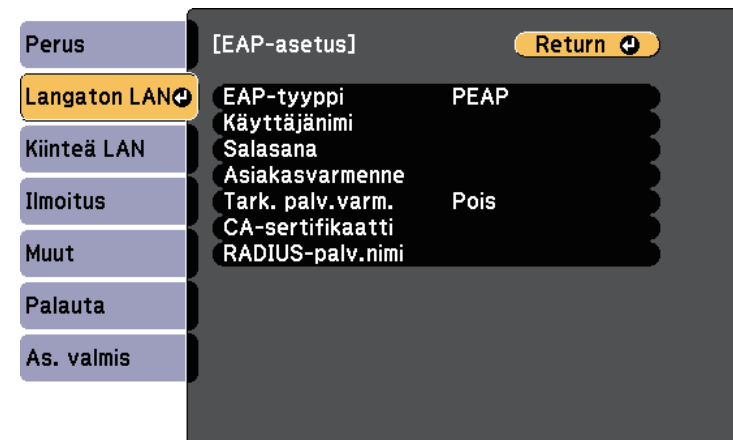 Perus
Langaton LAN
Kiinteä LAN
Ilmoitus
Muut
Palauta
As. valmis
[EAP-asetus]
Return
EAP-tyyppi PEAP
Käyttäjänimi
Salasana
Asiakasvarmenne
Tark. palv.varm. Pois
CA-sertifikaatti
RADIUS-palv.nimi